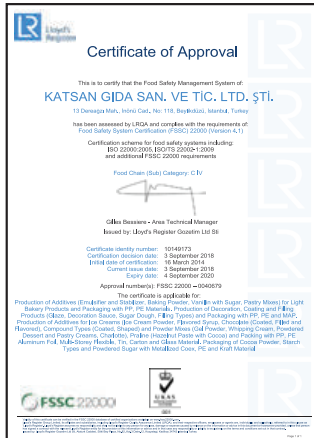 LR
Lloyd's
Register
Certificate of Approval
This is to certify that the Food Safety Management System of:
KATSAN GIDA SAN. VE TİC. LTD. ŞTİ.
13 Dereağzı Mah., İnönü Cad., No: 118, Beylikdüzü, Istanbul, Turkey
has been assessed by LRQA and complies with the requirements of:
Food Safety System Certification (FSSC) 22000 (Version 4.1)
Certification scheme for food safety systems including:
ISO 22000:2005, ISO/TS 22002-1:2009
and additional FSSC 22000 requirements
Food Chain (Sub) Category: C IV
Gilles Bessiere - Area Technical Manager
Issued by: Lloyd's Register Gozetim Ltd Sti
Certificate identity number: 10149173
Certification decision date: 3 September 2018
Initial date of certification: 16 March 2014
Current issue date: 3 September 2018
Expiry date: 4 September 2020
Approval number(s): FSSC 22000 – 0040879
The certificate is applicable for:
Production of Additives (Emulsifier and Stabilizer, Baking Powder, Vanilin with Sugar, Pastry Mixes) for Light
Bakery Products and Packaging with PP, PE Materials. Production of Decoration, Coating and Filling
Products (Glaze, Decoration Sauce, Sugar Dough, Filling Types) and Packaging with PP, PE and MAP.
Production of Additives for Ice Creams (Ice Cream Powder, Flavored Syrup, Chocolate (Coated, Filled and
Flavored), Compound Types (Coated, Shaped) and Powder Mixes (Gel Powder, Whipping Cream, Powdered
Dessert and Pastry Creams, Charlotte), Praline (Hazelnut Paste with Cacao) and Packing with PP, PE
Aluminum Foil, Multi-Storey Flexible, Tin, Carton and Glass Material. Packaging of Cocoa Powder, Starch
Types and Powdered Sugar with Metallized Coex, PE and Kraft Material
FSSC 22000
UKAS